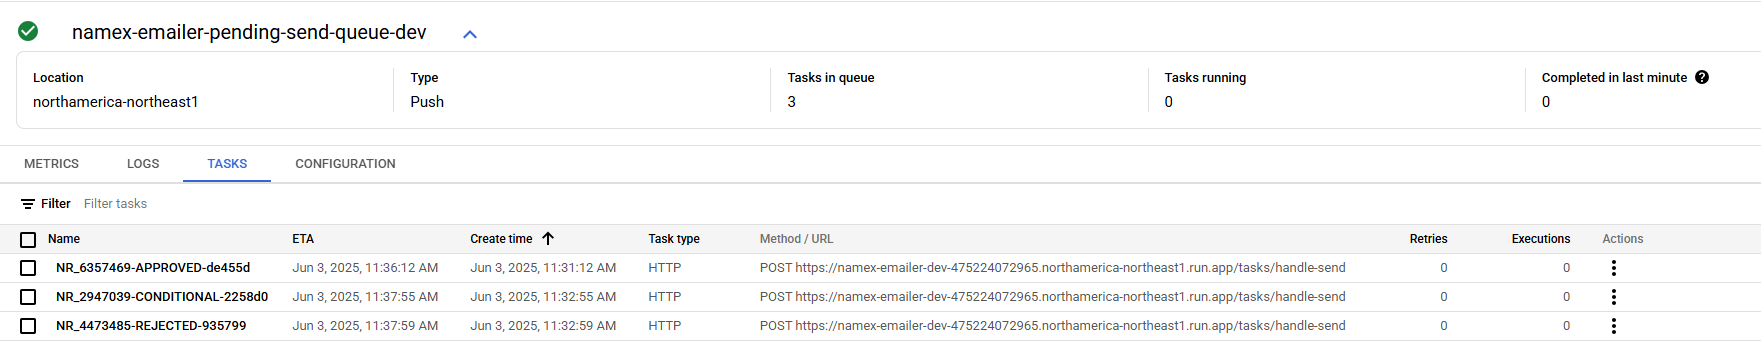 namex-emailer-pending-send-queue-dev
Location Type Tasks in queue Tasks running Completed in last minute ?
northamerica-northeast1 Push 3 0 0
METRICS LOGS TASKS CONFIGURATION
Filter Filter tasks
Name ETA Create time Task type Method / URL Retries Executions Actions
NR_6357469-APPROVED-de455d Jun 3, 2025, 11:36:12 AM Jun 3, 2025, 11:31:12 AM HTTP POST https://namex-emailer-dev-475224072965.northamerica-northeast1.run.app/tasks/handle-send 0 0
NR_2947039-CONDITIONAL-2258d0 Jun 3, 2025, 11:37:55 AM Jun 3, 2025, 11:32:55 AM HTTP POST https://namex-emailer-dev-475224072965.northamerica-northeast1.run.app/tasks/handle-send 0 0
NR_4473485-REJECTED-935799 Jun 3, 2025, 11:37:59 AM Jun 3, 2025, 11:32:59 AM HTTP POST https://namex-emailer-dev-475224072965.northamerica-northeast1.run.app/tasks/handle-send 0 0